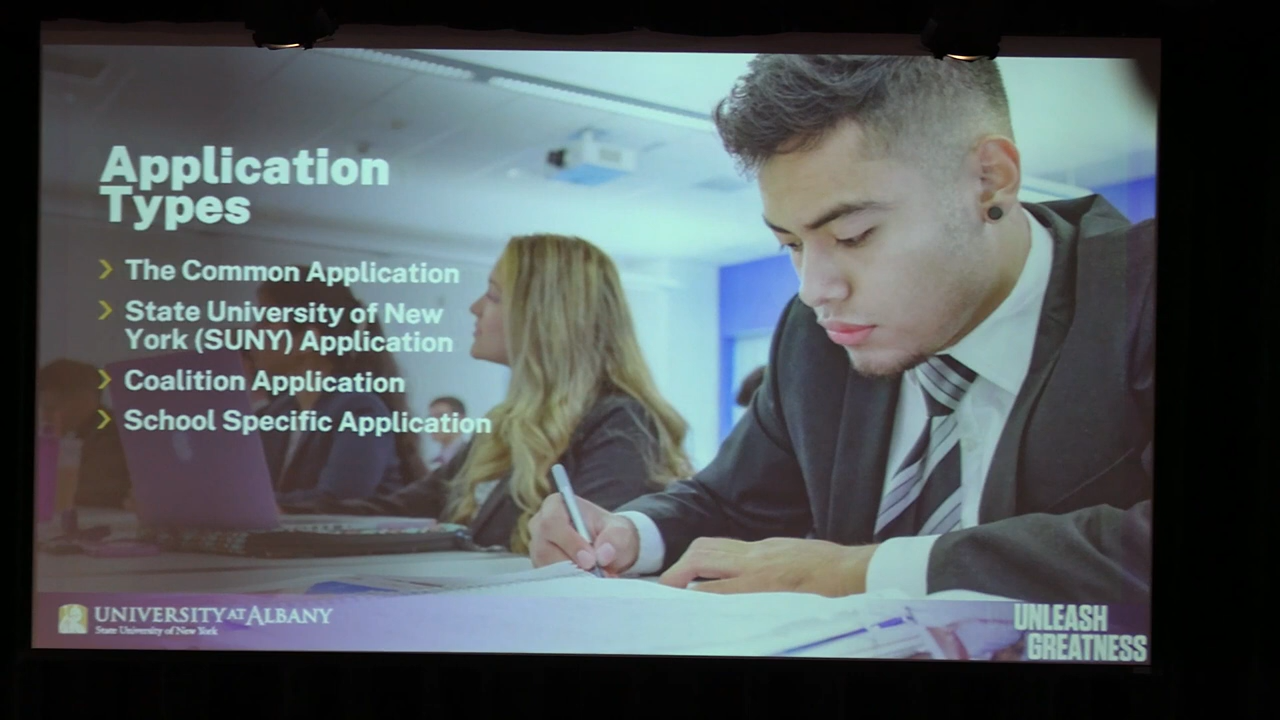 Application
Types
The Common Application
State University of New
York (SUNY) Application
Coalition Application
School Specific Application
UNIVERSITY AT ALBANY
State University of New York
UNLEASH
GREATNESS